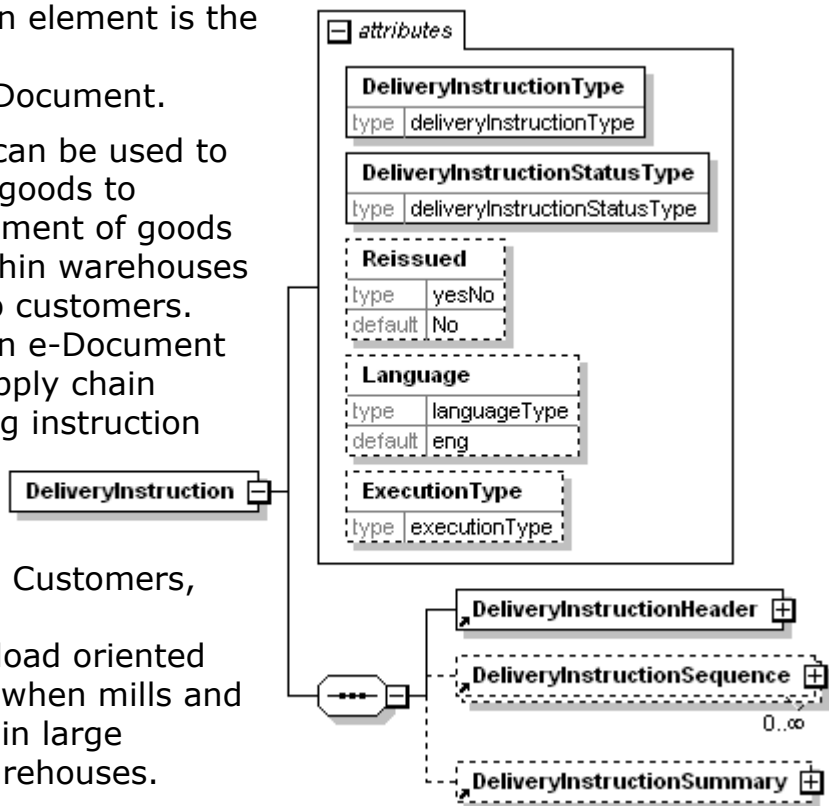 n element is the
Document.
can be used to
goods to
ment of goods
hin warehouses
o customers.
n e-Document
pply chain
g instruction
Customers,
load oriented
when mills and
in large
rehouses.
attributes
DeliveryInstructionType
type deliveryInstructionType
DeliveryInstructionStatusType
type deliveryInstructionStatusType
Reissued
type yesNo
default No
Language
type languageType
default eng
ExecutionType
type executionType
DeliveryInstruction
DeliveryInstructionHeader
DeliveryInstructionSequence
0..∞
DeliveryInstructionSummary